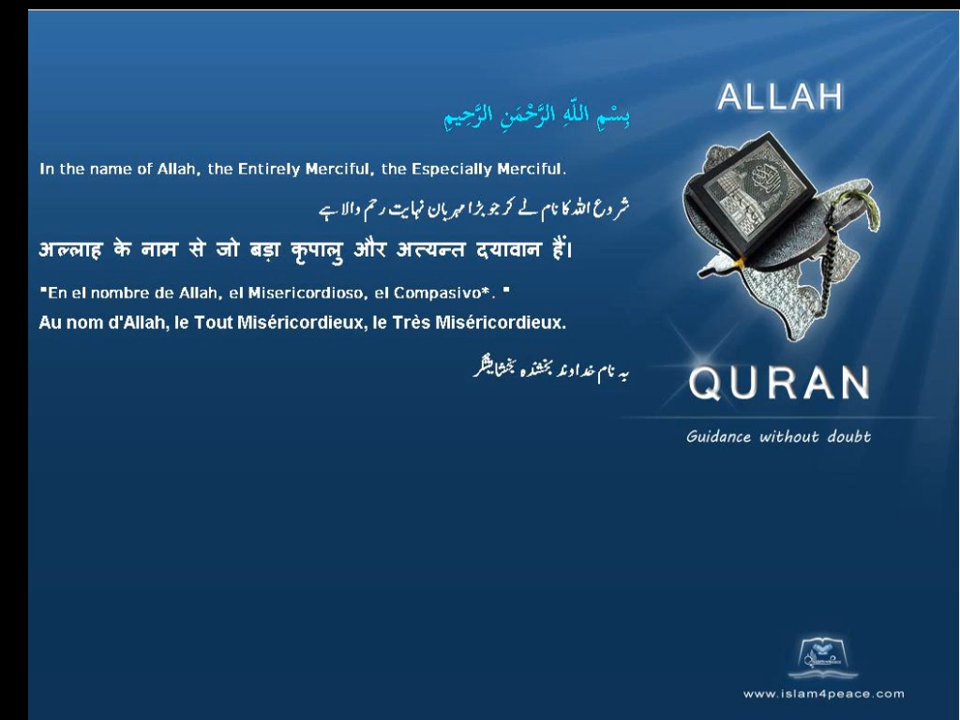 بِسْمِ اللَّهِ الرَّحْمَنِ الرَّحِيمِ
In the name of Allah, the Entirely Merciful, the Especially Merciful.
شروع الله کا نام لے کر جو بڑا مہربان نہایت رحم والا ہے
अल्लाह के नाम से जो बड़ा कृपालु और अत्यन्त दयावान हैं।
"En el nombre de Allah, el Misericordioso, el Compasivo*. "
Au nom d'Allah, le Tout Miséricordieux, le Très Miséricordieux.
به نام خداوند بخشنده بخشایشگر
ALLAH
QURAN
Guidance without doubt
www.islam4peace.com